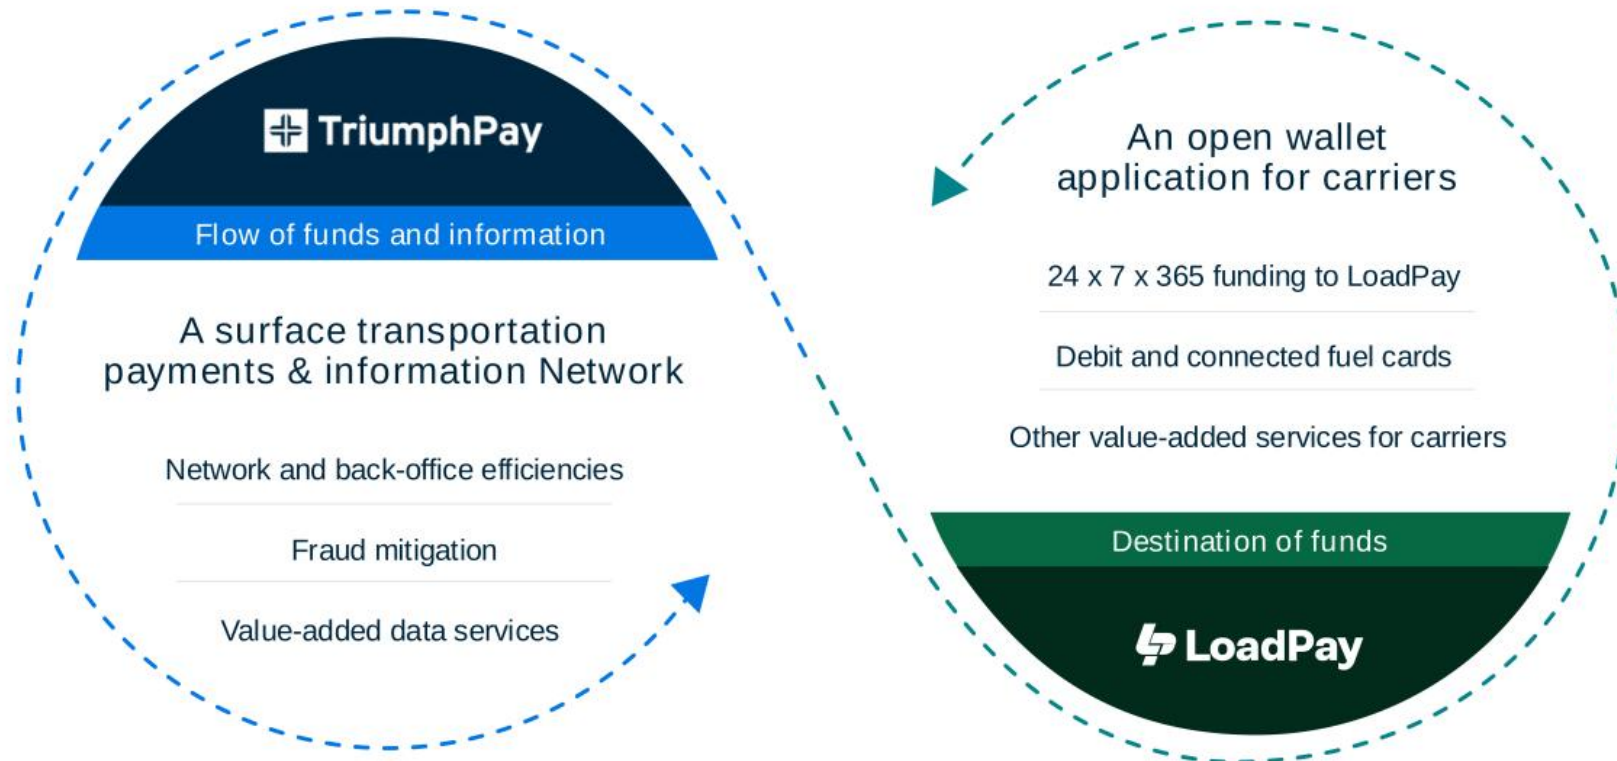 TriumphPay
Flow of funds and information
A surface transportation
payments & information Network
Network and back-office efficiencies
Fraud mitigation
Value-added data services
An open wallet
application for carriers
24 x 7 x 365 funding to LoadPay
Debit and connected fuel cards
Other value-added services for carriers
Destination of funds
LoadPay